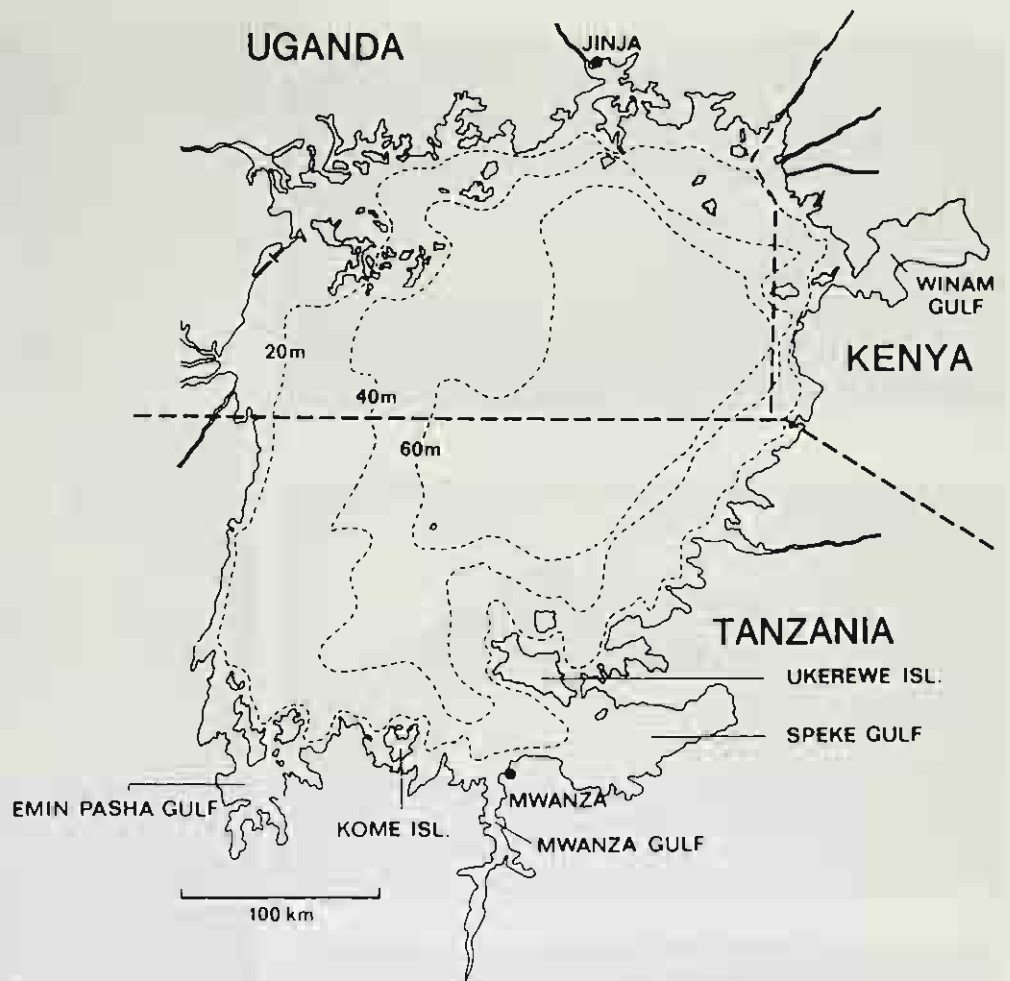 UGANDA
JINJA
WINAM
GULF
KENYA
20m
40m
60m
TANZANIA
UKEREWE ISL.
SPEKE GULF
EMIN PASHA GULF
KOME ISL.
MWANZA
MWANZA GULF
100 km